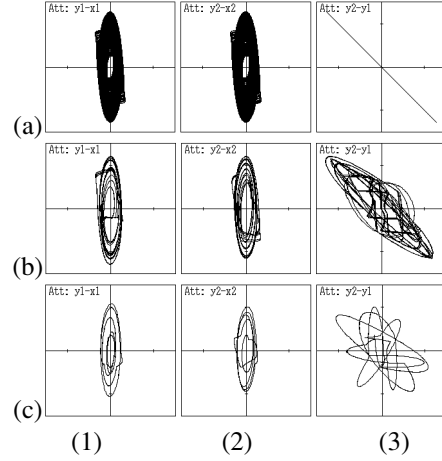 Att: y1-x1 Att: y2-x2 Att: y2-y1
(a)
Att: y1-x1 Att: y2-x2 Att: y2-y1
(b)
Att: y1-x1 Att: y2-x2 Att: y2-y1
(c)
(1) (2) (3)